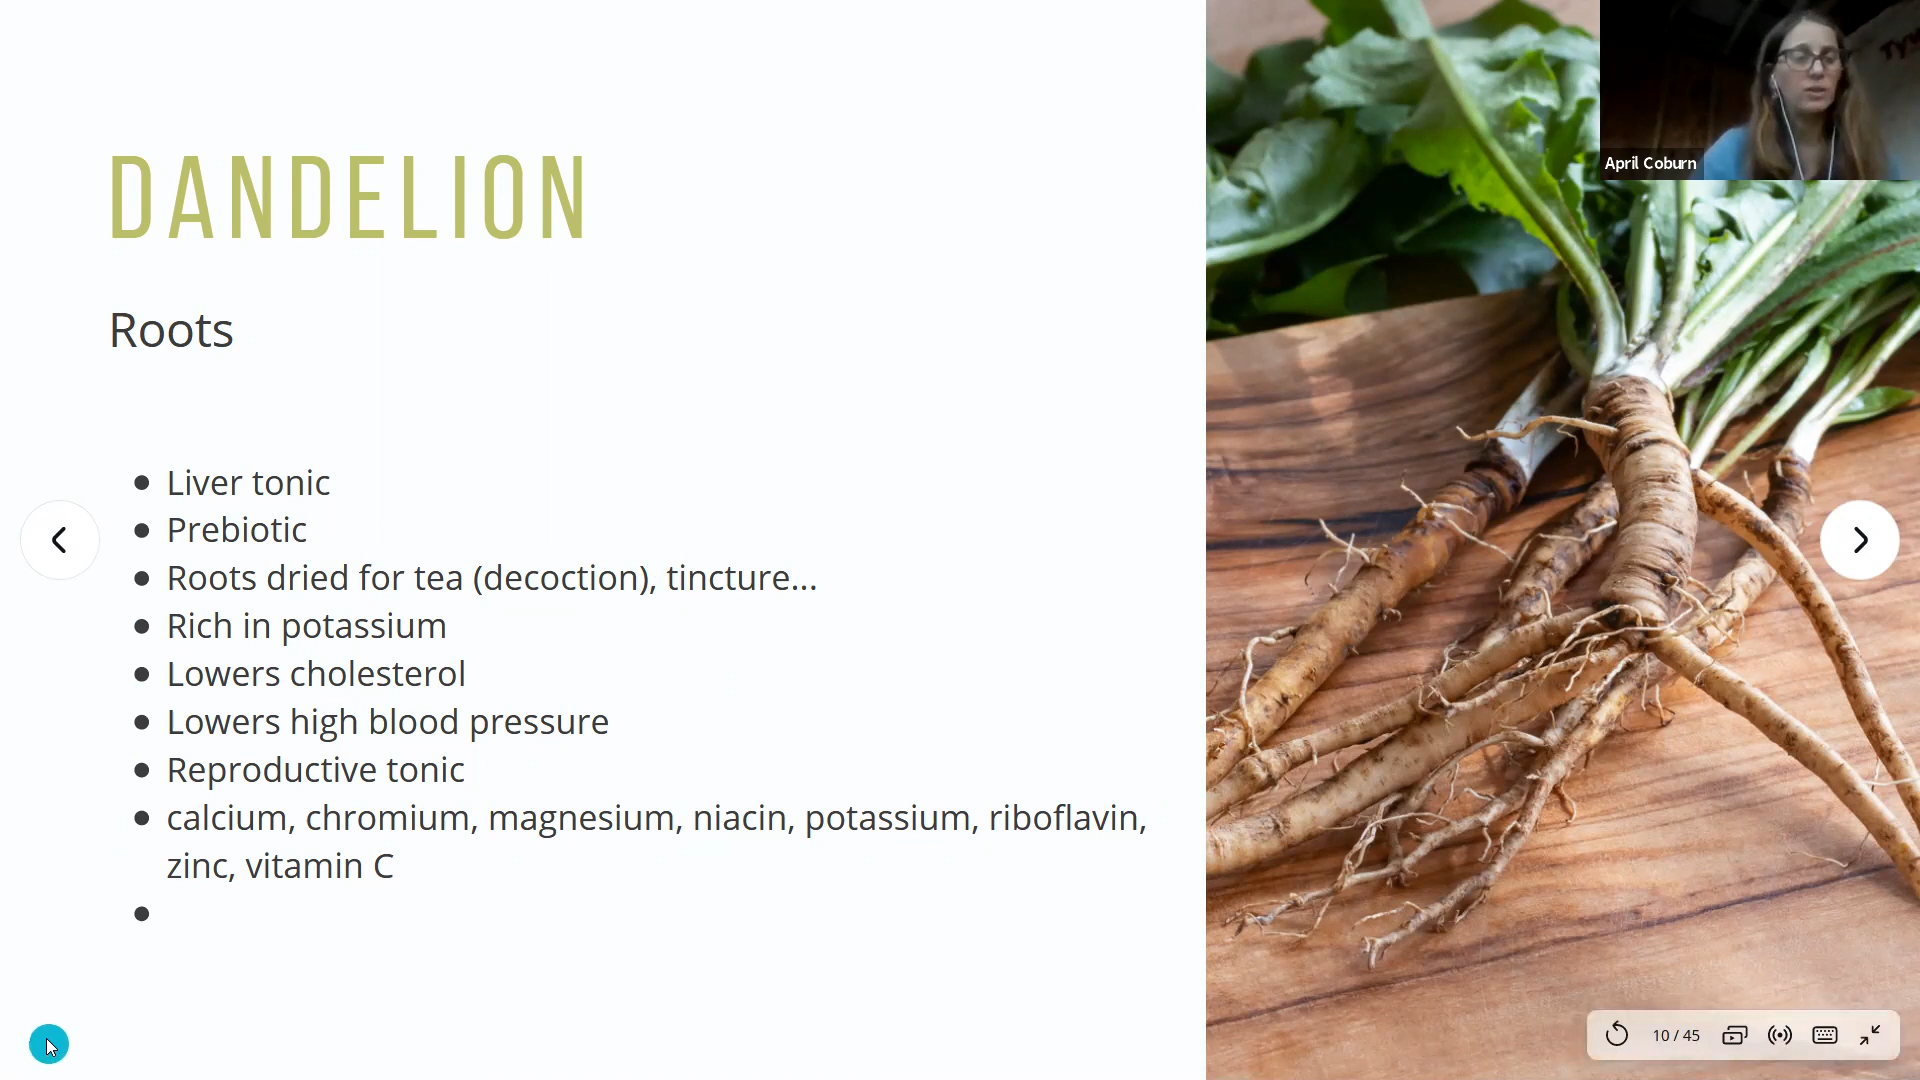 DANDELION
Roots
Liver tonic
Prebiotic
Roots dried for tea (decoction), tincture...
Rich in potassium
Lowers cholesterol
Lowers high blood pressure
Reproductive tonic
calcium, chromium, magnesium, niacin, potassium, riboflavin,
zinc, vitamin C
April Coburn
10 / 45